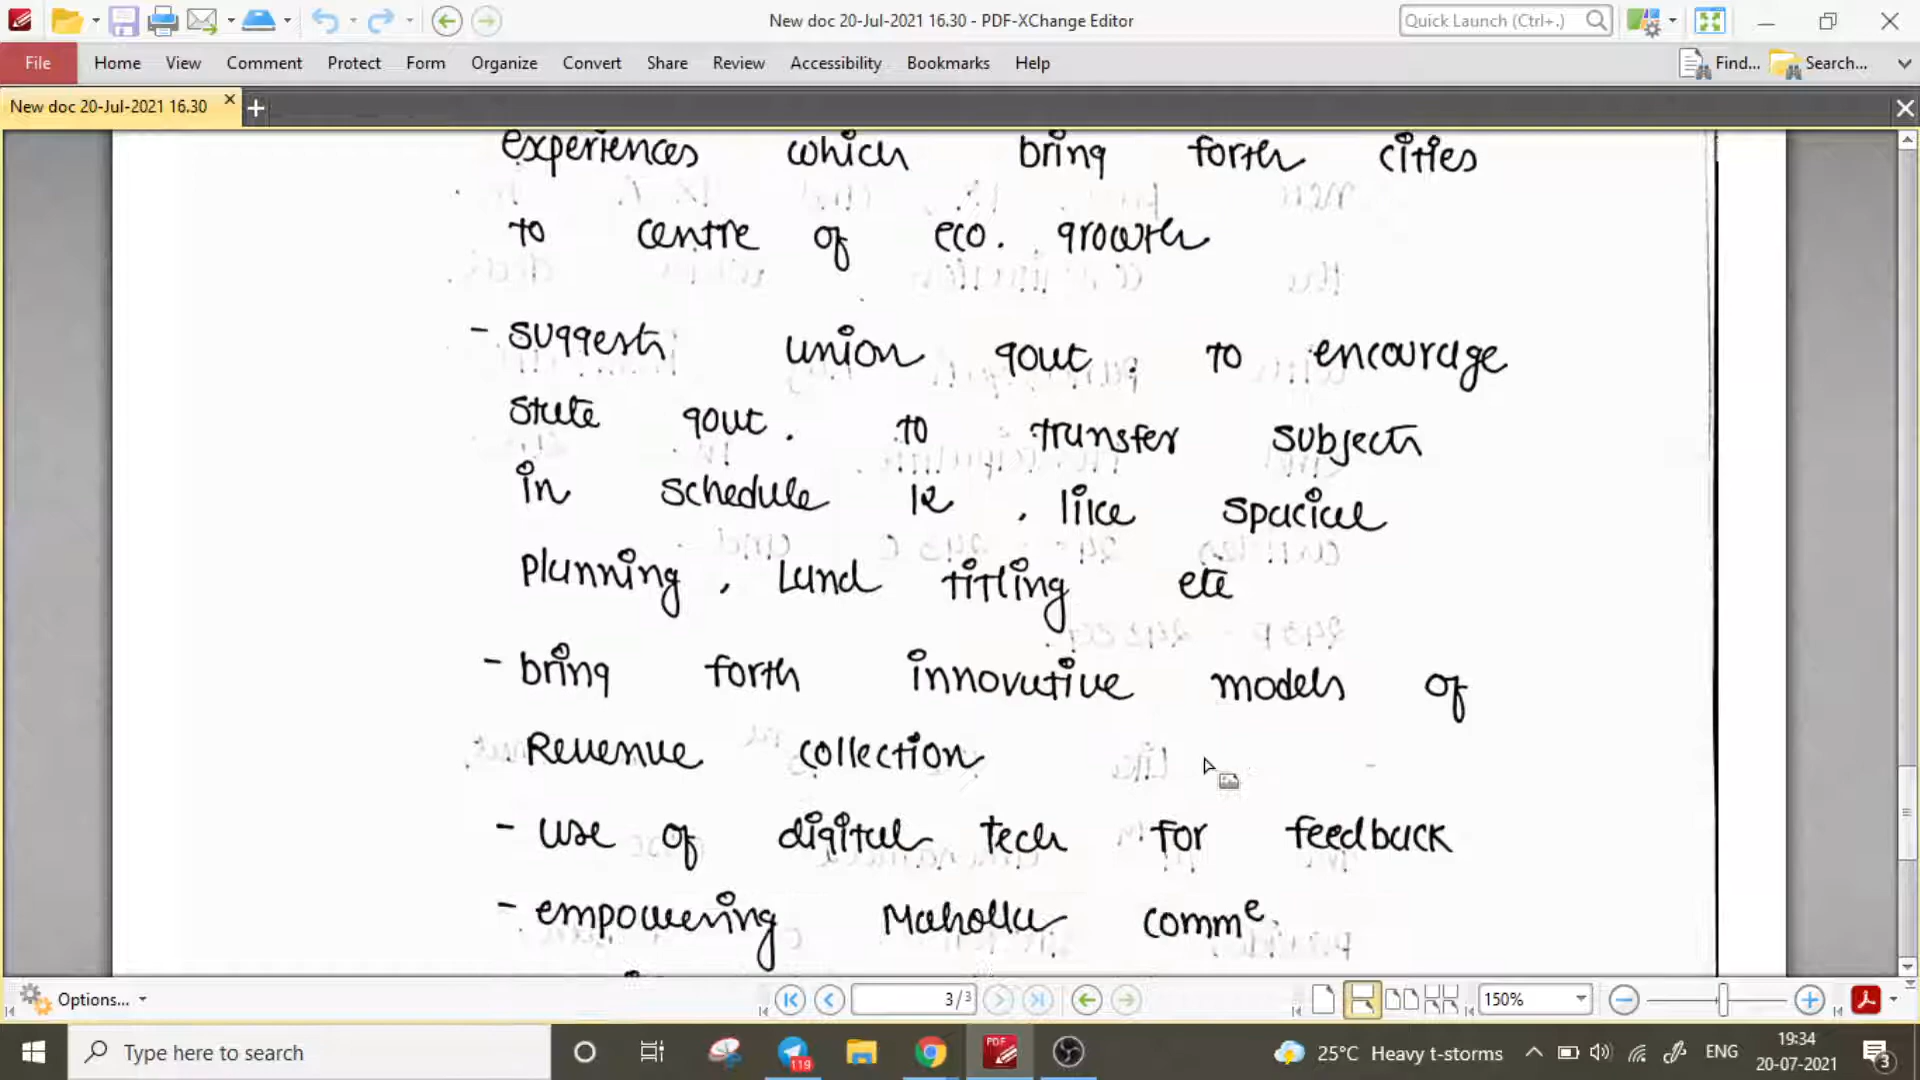 New doc 20-Jul-2021 16.30 - PDF-XChange Editor
Quick Launch (Ctrl+.)
File Home View Comment Protect Form Organize Convert Share Review Accessibility Bookmarks Help
Find... Search...
New doc 20-Jul-2021 16.30
experiences which bring forth cities
to centre of eco. growth
- suggests union govt. to encourage
state govt. to transfer subjects
in schedule 12, like spacial
planning, land titling etc
- bring forth innovative models of
Revenue collection
- use of digital tech for feedback
- empowering Maholla comme.
Options...
3/3
150%
Type here to search
119
25°C Heavy t-storms
ENG
19:34
20-07-2021
3